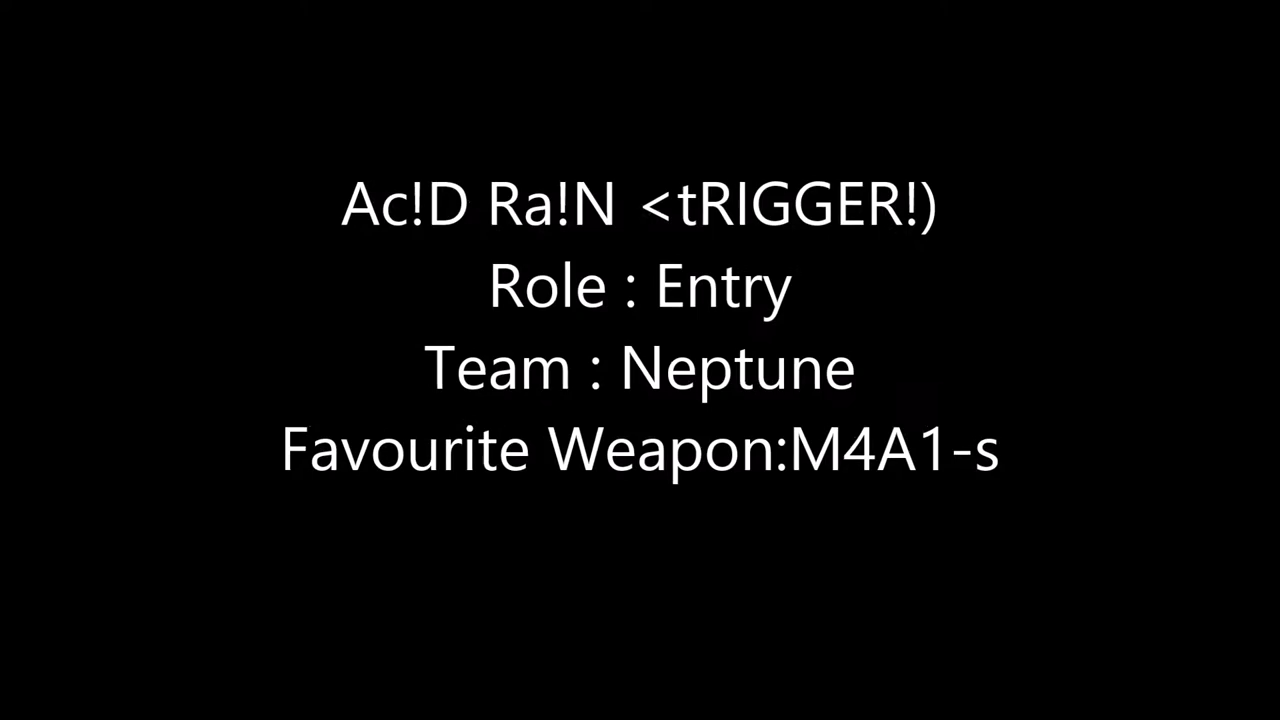 Ac!D Ra!N <tRIGGER!)
Role : Entry
Team : Neptune
Favourite Weapon:M4A1-s